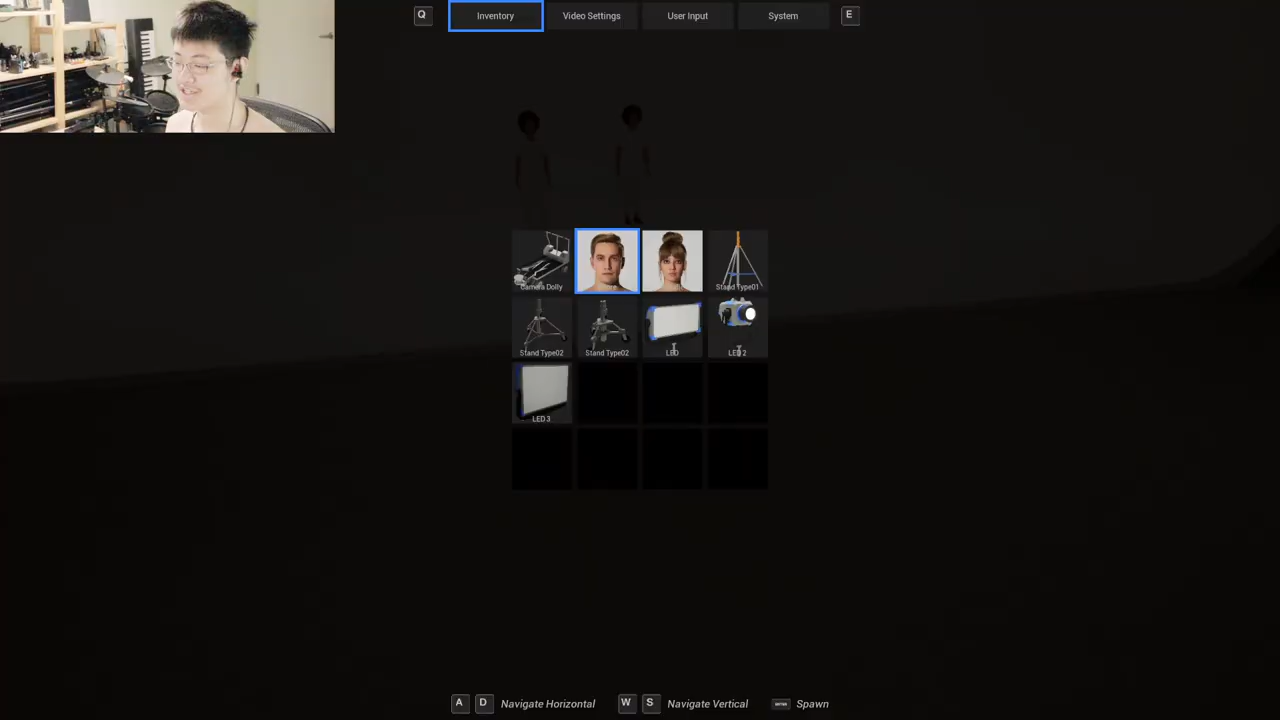 Q Inventory Video Settings User Input System E
Camera Dolly
Stand Type01
Stand Type02 Stand Type02 LED LED 2
LED 3
A D Navigate Horizontal W S Navigate Vertical Spawn